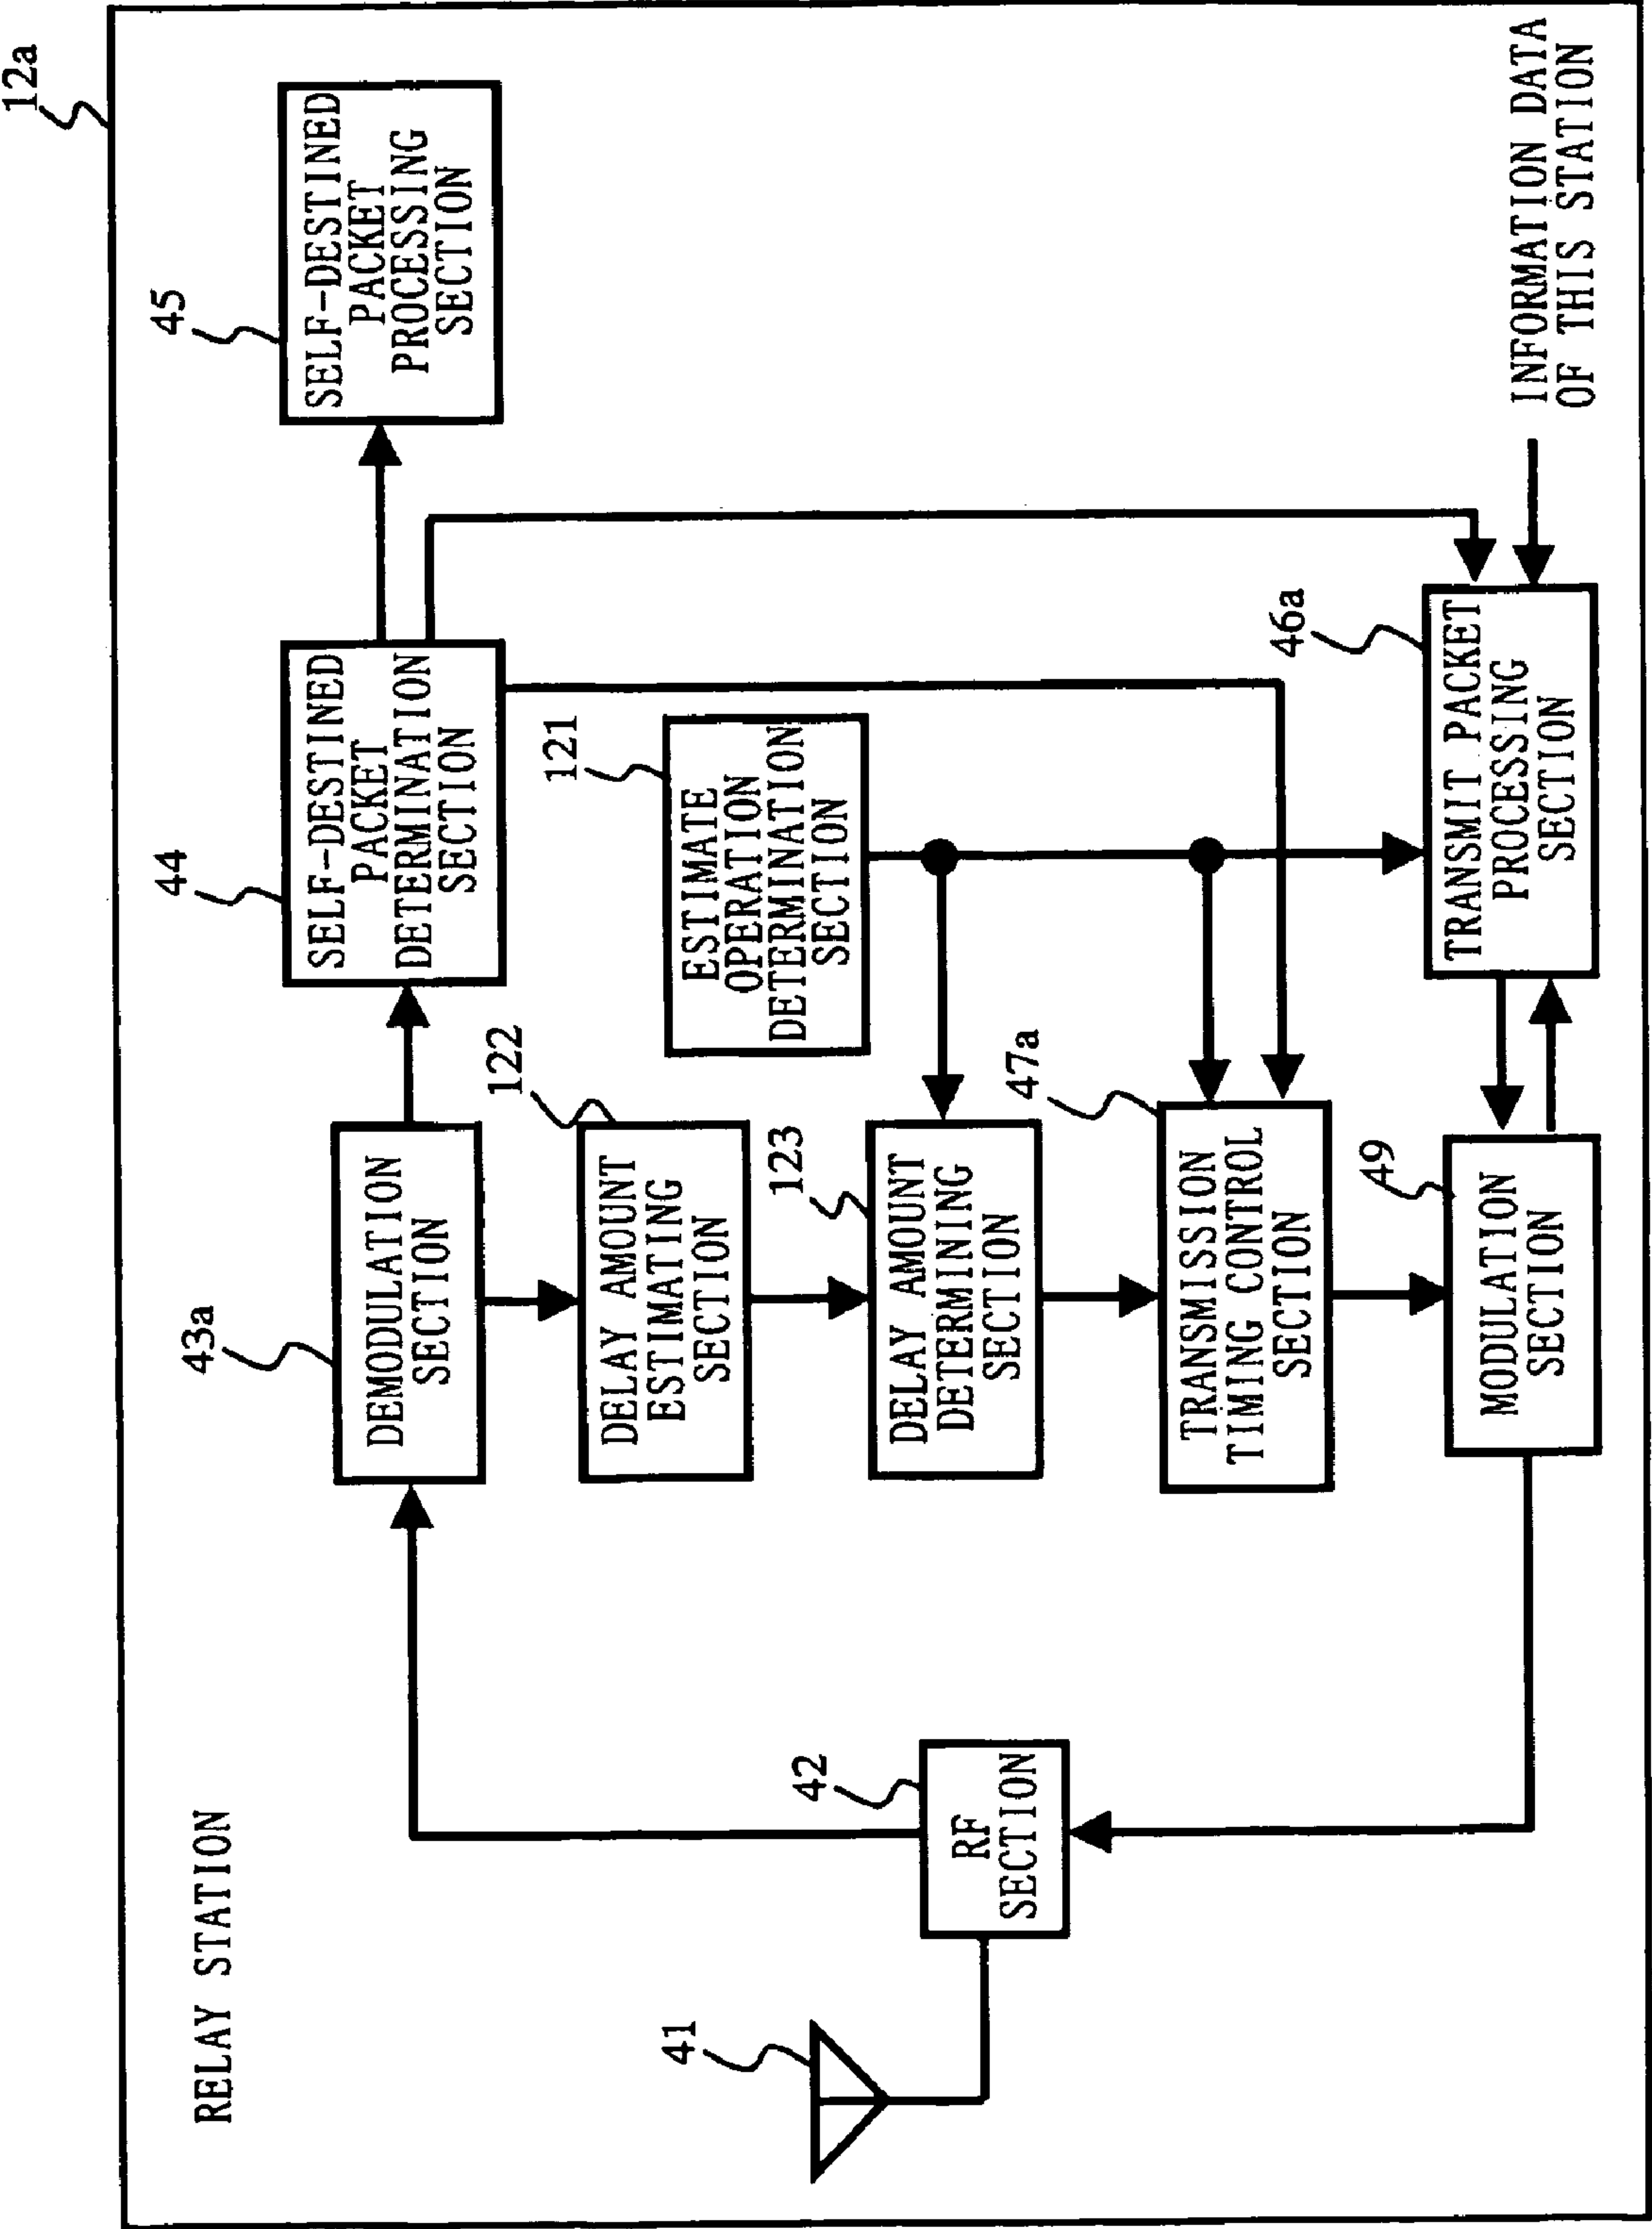 12a
RELAY STATION
43a
DEMODULATION
SECTION
44
SELF-DESTINED
PACKET
DETERMINATION
SECTION
45
SELF-DESTINED
PACKET
PROCESSING
SECTION
122
DELAY AMOUNT
ESTIMATING
SECTION
121
ESTIMATE
OPERATION
DETERMINATION
SECTION
41
42
RF
SECTION
123
DELAY AMOUNT
DETERMINING
SECTION
47a
TRANSMISSION
TIMING CONTROL
SECTION
46a
TRANSMIT PACKET
PROCESSING
SECTION
49
MODULATION
SECTION
INFORMATION DATA
OF THIS STATION